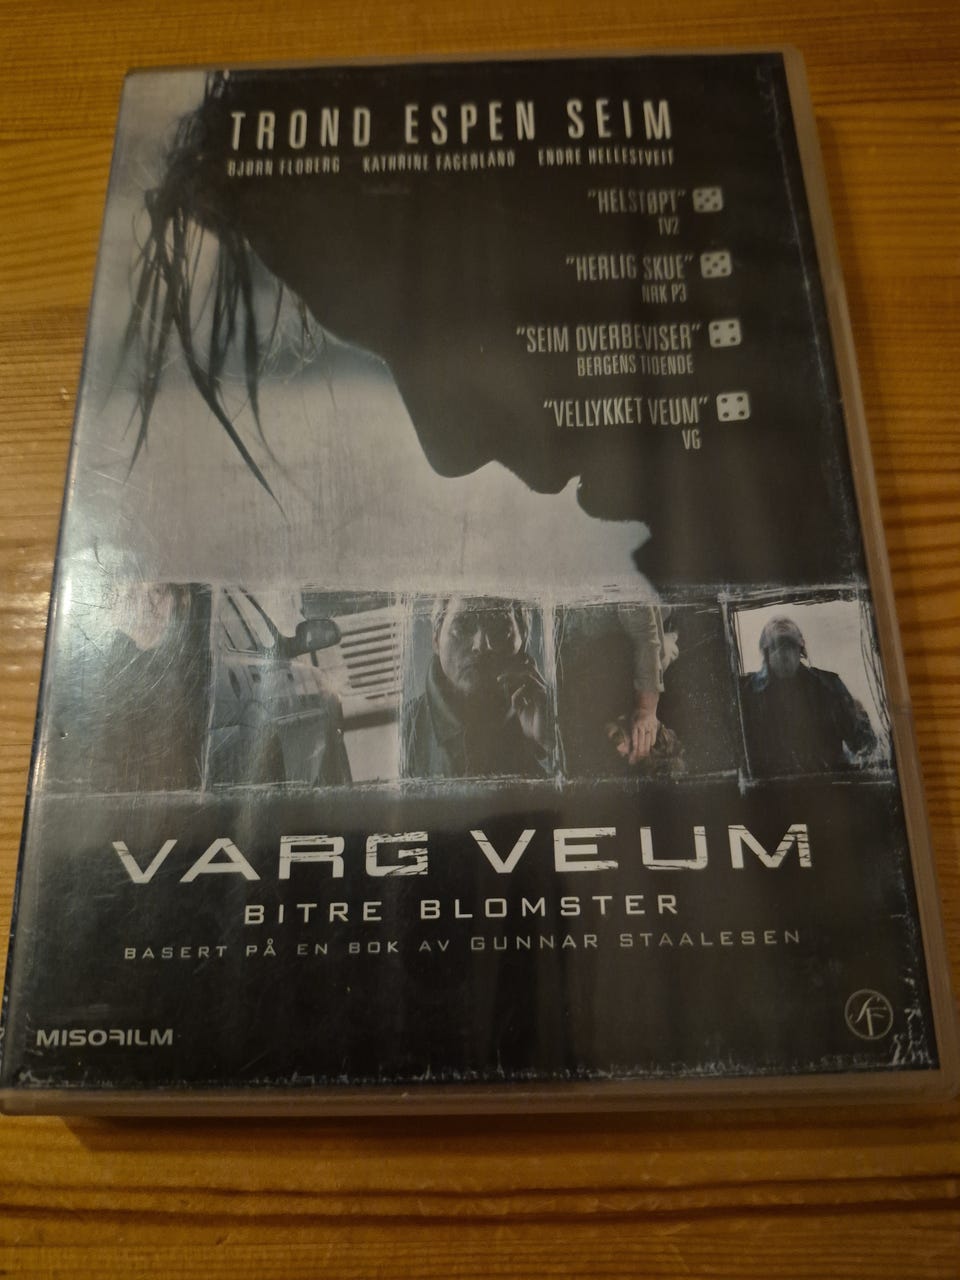 TROND ESPEN SEIM
BJØRN FLOBERG KATHRINE FAGERLAND ENDRE HELLESTVEIT
"HELSTØPT"
TV2
"HERLIG SKUE"
NRK P3
"SEIM OVERBEVISER"
BERGENS TIDENDE
"VELLYKKET VEUM"
VG
VARG VEUM
BITRE BLOMSTER
BASERT PÅ EN BOK AV GUNNAR STAALESEN
MISOFILM
SF